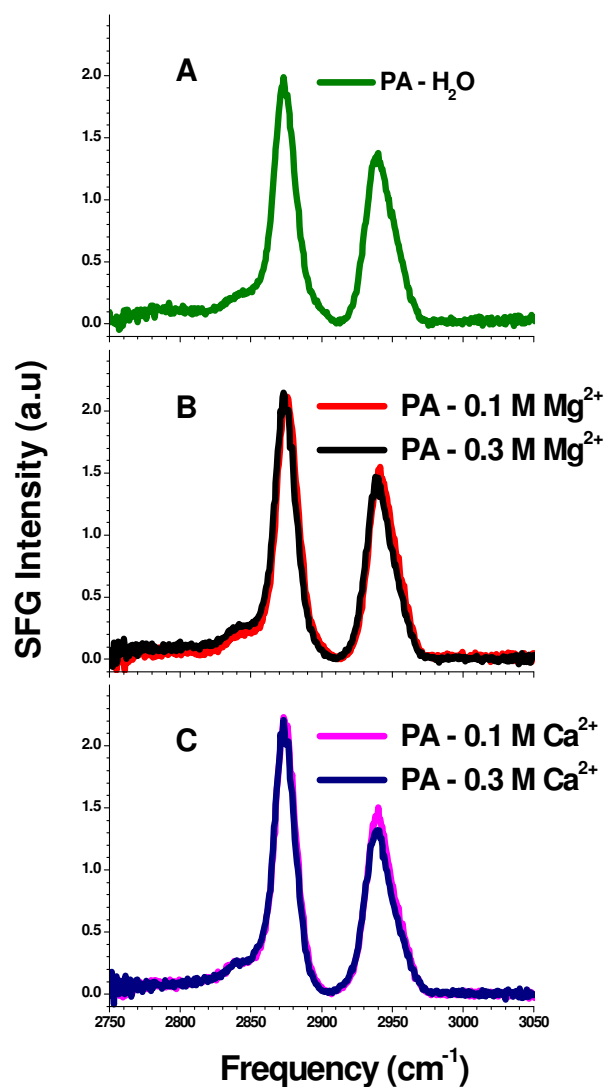 A
PA - H₂O
2.0
1.5
1.0
0.5
0.0
B
PA - 0.1 M Mg²⁺
PA - 0.3 M Mg²⁺
2.0
1.5
1.0
0.5
0.0
SFG Intensity (a.u)
C
PA - 0.1 M Ca²⁺
PA - 0.3 M Ca²⁺
2.0
1.5
1.0
0.5
0.0
2750 2800 2850 2900 2950 3000 3050
Frequency (cm⁻¹)